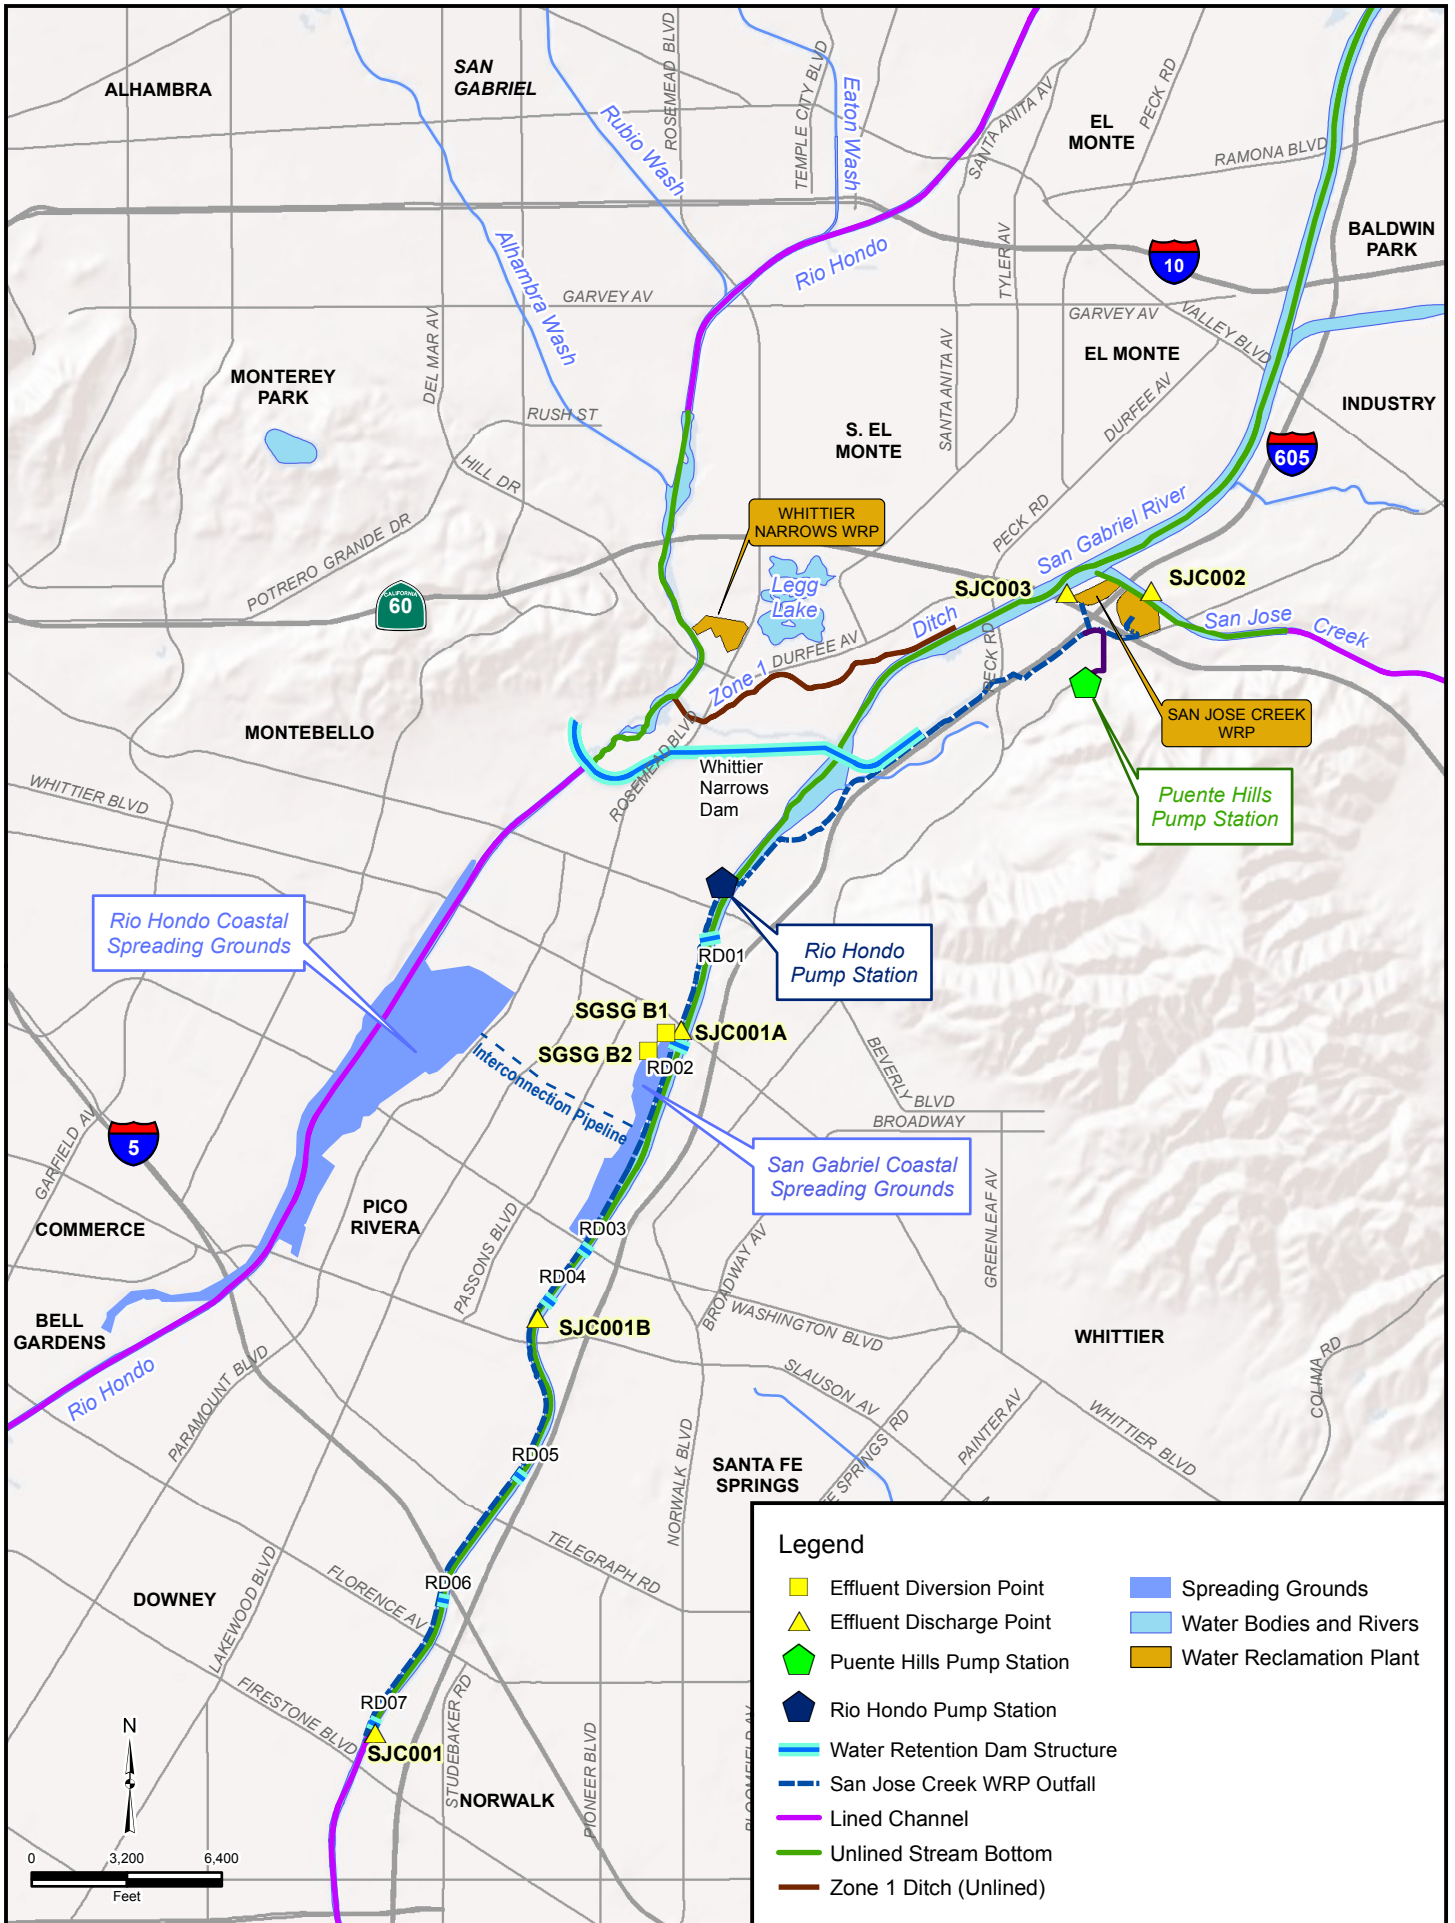 ALHAMBRA
SAN
GABRIEL
ROSEMEAD BLVD
Rubio Wash
TEMPLE CITY BLVD
Eaton Wash
SANTA ANITA AV
PECK RD
EL
MONTE
RAMONA BLVD
BALDWIN
PARK
10
Alhambra Wash
Rio Hondo
TYLER AV
GARVEY AV
GARVEY AV
VALLEY BLVD
DEL MAR AV
MONTEREY
PARK
SANTA ANITA AV
EL MONTE
DURFEE AV
INDUSTRY
RUSH ST
S. EL
MONTE
605
HILL DR
WHITTIER
NARROWS WRP
PECK RD
San Gabriel River
POTRERO GRANDE DR
CALIFORNIA
60
Legg
Lake
SJC003
SJC002
Ditch
San Jose
Creek
DURFEE AV
Zone 1
PECK RD
SAN JOSE CREEK
WRP
MONTEBELLO
ROSEMEAD BLVD
Whittier
Narrows
Dam
WHITTIER BLVD
Puente Hills
Pump Station
Rio Hondo Coastal
Spreading Grounds
Rio Hondo
Pump Station
RD01
SGSG B1
SJC001A
SGSG B2
RD02
Interconnection Pipeline
BEVERLY BLVD
BROADWAY
GARFIELD AV
5
San Gabriel Coastal
Spreading Grounds
GREENLEAF AV
COMMERCE
PICO
RIVERA
PASSONS BLVD
RD03
BROADWAY AV
RD04
WASHINGTON BLVD
BELL
GARDENS
SJC001B
WHITTIER
COLIMA RD
Rio Hondo
PARAMOUNT BLVD
SLAUSON AV
PAINTER AV
WHITTIER BLVD
NORWALK BLVD
RD05
SANTA FE
SPRINGS
FE SPRINGS RD
TELEGRAPH RD
DOWNEY
LAKEWOOD BLVD
FLORENCE AV
RD06
FIRESTONE BLVD
RD07
SJC001
STUDEBAKER RD
NORWALK
PIONEER BLVD
BLOOMFIELD AV
N
0 3,200 6,400
Feet
Legend
Effluent Diversion Point
Effluent Discharge Point
Puente Hills Pump Station
Rio Hondo Pump Station
Water Retention Dam Structure
San Jose Creek WRP Outfall
Lined Channel
Unlined Stream Bottom
Zone 1 Ditch (Unlined)
Spreading Grounds
Water Bodies and Rivers
Water Reclamation Plant